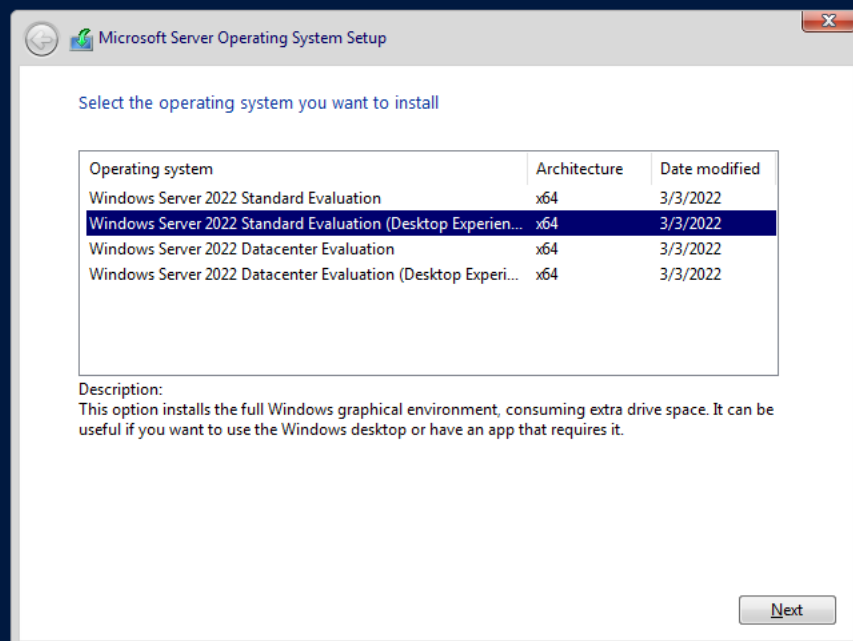 Microsoft Server Operating System Setup
Select the operating system you want to install
Operating system Architecture Date modified
Windows Server 2022 Standard Evaluation x64 3/3/2022
Windows Server 2022 Standard Evaluation (Desktop Experien... x64 3/3/2022
Windows Server 2022 Datacenter Evaluation x64 3/3/2022
Windows Server 2022 Datacenter Evaluation (Desktop Experi... x64 3/3/2022
Description:
This option installs the full Windows graphical environment, consuming extra drive space. It can be
useful if you want to use the Windows desktop or have an app that requires it.
Next